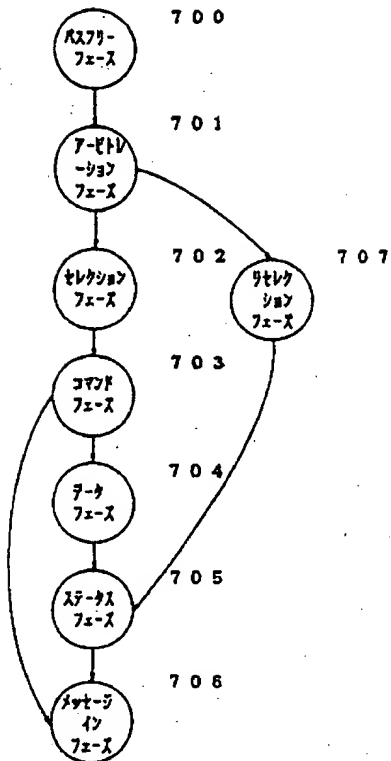 700
バスフリー
フェーズ
701
アービトレ
ーション
フェーズ
702
セレクション
フェーズ
707
リセレク
ション
フェーズ
703
コマンド
フェーズ
704
データ
フェーズ
705
ステータス
フェーズ
706
メッセージ
イン
フェーズ